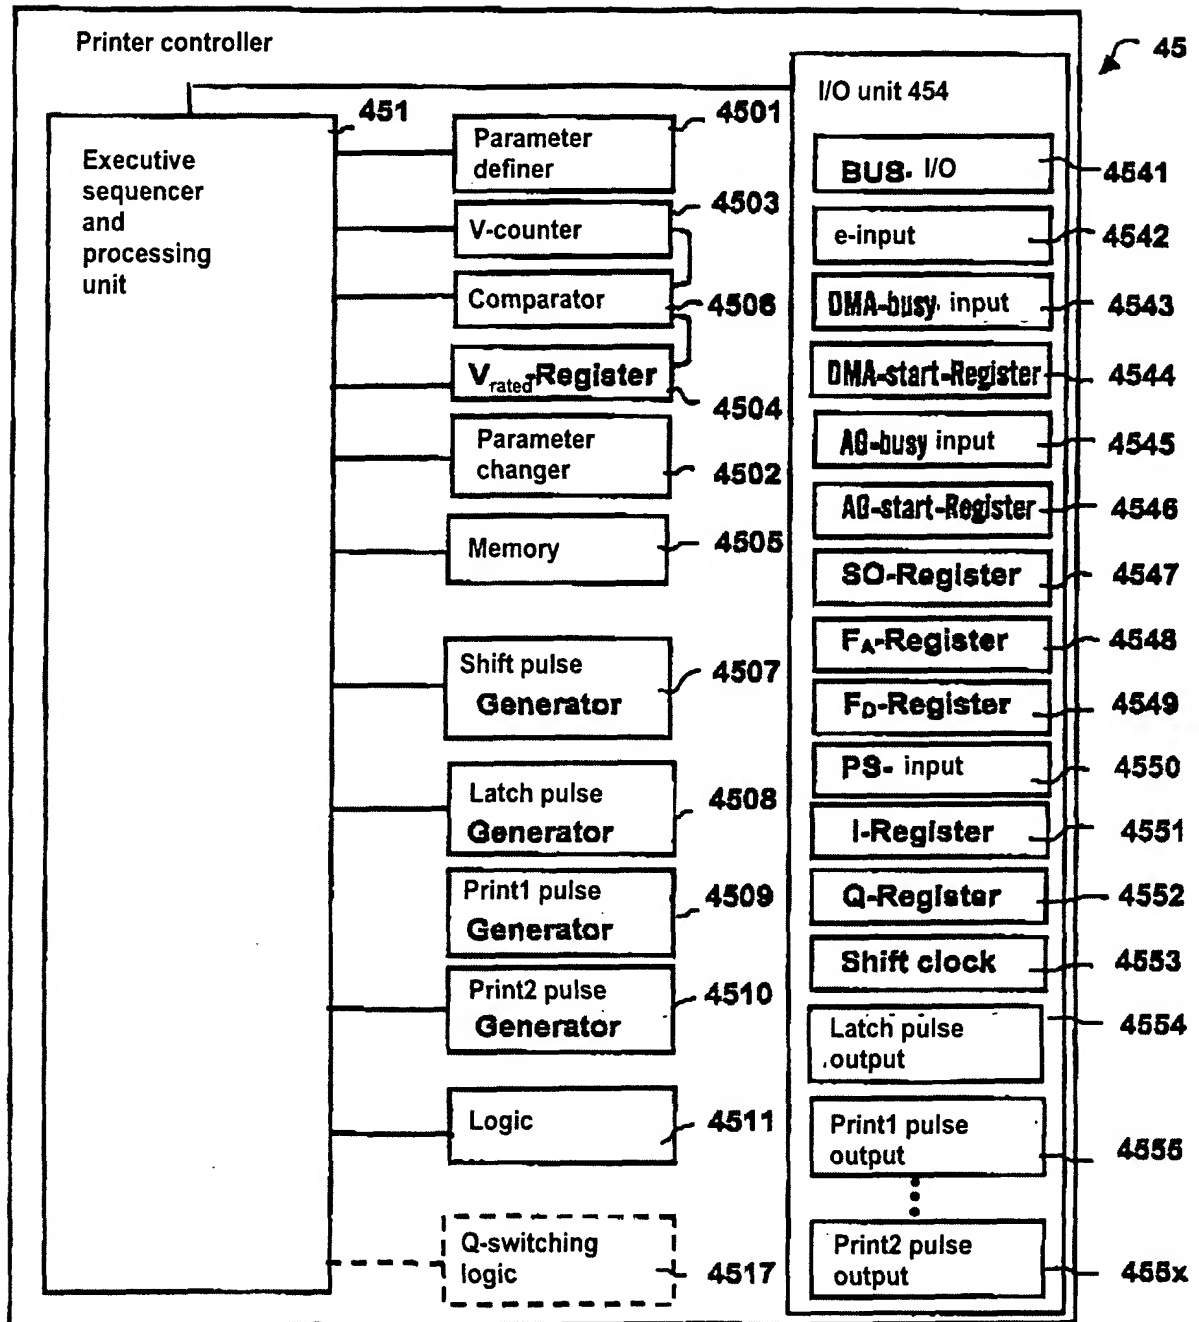 Printer controller
45
451
Executive
sequencer
and
processing
unit
Parameter
definer
4501
V-counter
4503
Comparator
4506
Vrated-Register
4504
Parameter
changer
4502
Memory
4505
Shift pulse
Generator
4507
Latch pulse
Generator
4508
Print1 pulse
Generator
4509
Print2 pulse
Generator
4510
Logic
4511
Q-switching
logic
4517
I/O unit 454
BUS- I/O
4541
e-input
4542
DMA-busy input
4543
DMA-start-Register
4544
AG-busy input
4545
AG-start-Register
4546
SO-Register
4547
FA-Register
4548
FD-Register
4549
PS- input
4550
I-Register
4551
Q-Register
4552
Shift clock
4553
Latch pulse
output
4554
Print1 pulse
output
4555
Print2 pulse
output
455x